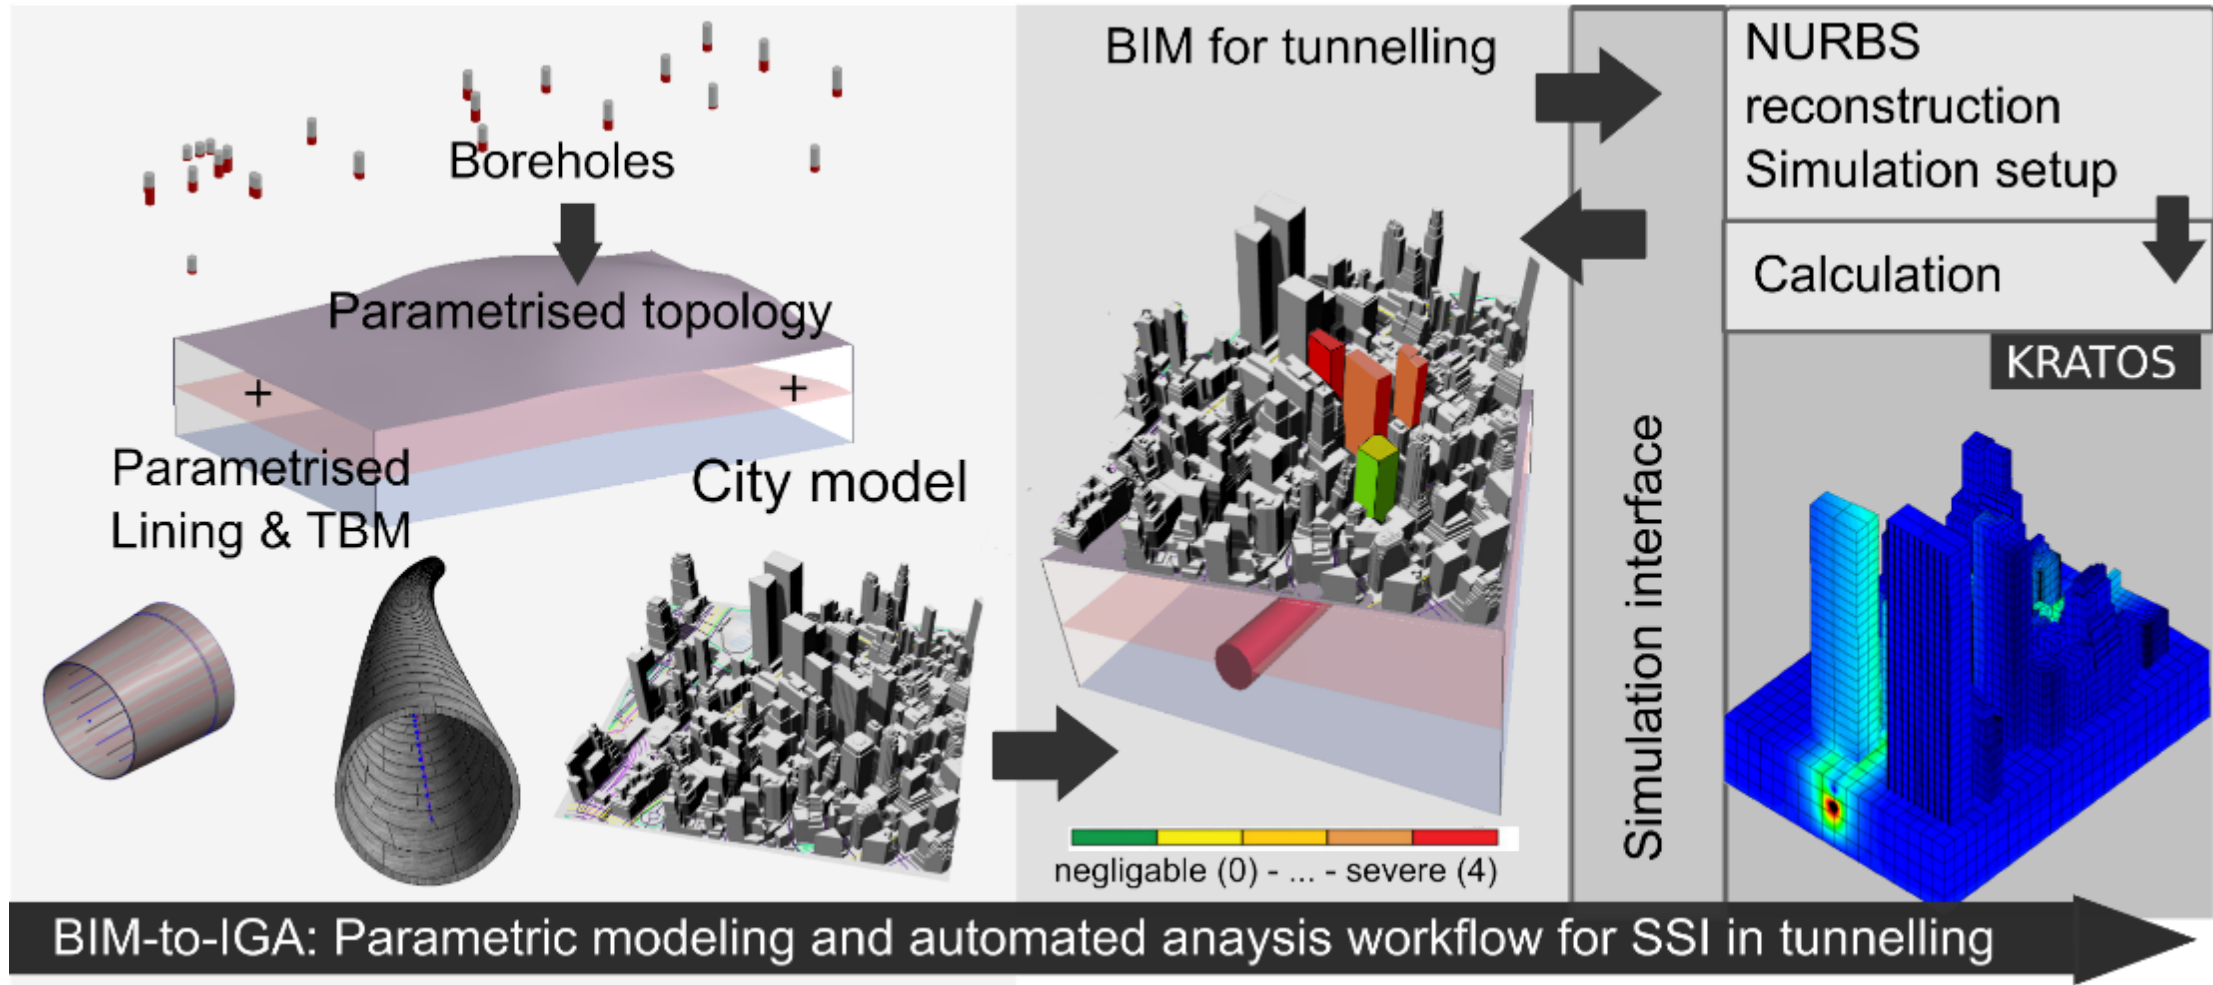 Boreholes
Parametrised topology
+ +
Parametrised
Lining & TBM
City model
BIM for tunnelling
negligable (0) - ... - severe (4)
Simulation interface
NURBS
reconstruction
Simulation setup
Calculation
KRATOS
BIM-to-IGA: Parametric modeling and automated anaysis workflow for SSI in tunnelling